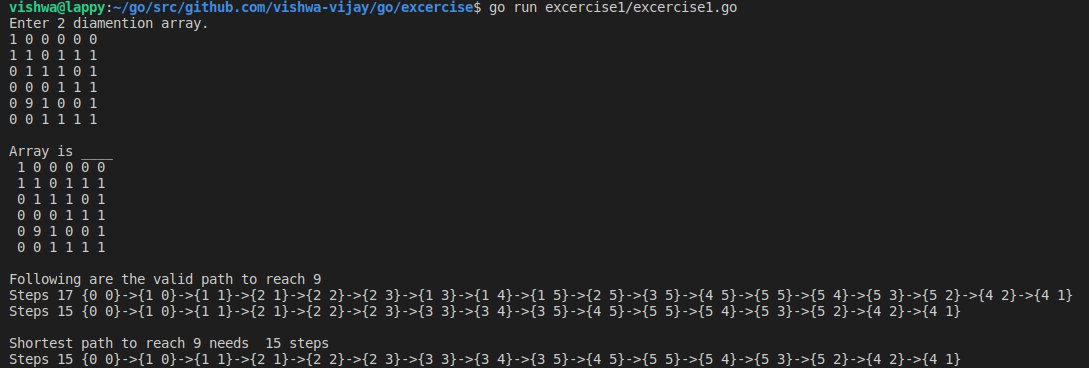 vishwa@lappy:~/go/src/github.com/vishwa-vijay/go/excercise$ go run excercise1/excercise1.go
Enter 2 diamention array.
1 0 0 0 0 0
1 1 0 1 1 1
0 1 1 1 0 1
0 0 0 1 1 1
0 9 1 0 0 1
0 0 1 1 1 1
Array is ____
1 0 0 0 0 0
1 1 0 1 1 1
0 1 1 1 0 1
0 0 0 1 1 1
0 9 1 0 0 1
0 0 1 1 1 1
Following are the valid path to reach 9
Steps 17 {0 0}->{1 0}->{1 1}->{2 1}->{2 2}->{2 3}->{1 3}->{1 4}->{1 5}->{2 5}->{3 5}->{4 5}->{5 5}->{5 4}->{5 3}->{5 2}->{4 2}->{4 1}
Steps 15 {0 0}->{1 0}->{1 1}->{2 1}->{2 2}->{2 3}->{3 3}->{3 4}->{3 5}->{4 5}->{5 5}->{5 4}->{5 3}->{5 2}->{4 2}->{4 1}
Shortest path to reach 9 needs  15 steps
Steps 15 {0 0}->{1 0}->{1 1}->{2 1}->{2 2}->{2 3}->{3 3}->{3 4}->{3 5}->{4 5}->{5 5}->{5 4}->{5 3}->{5 2}->{4 2}->{4 1}